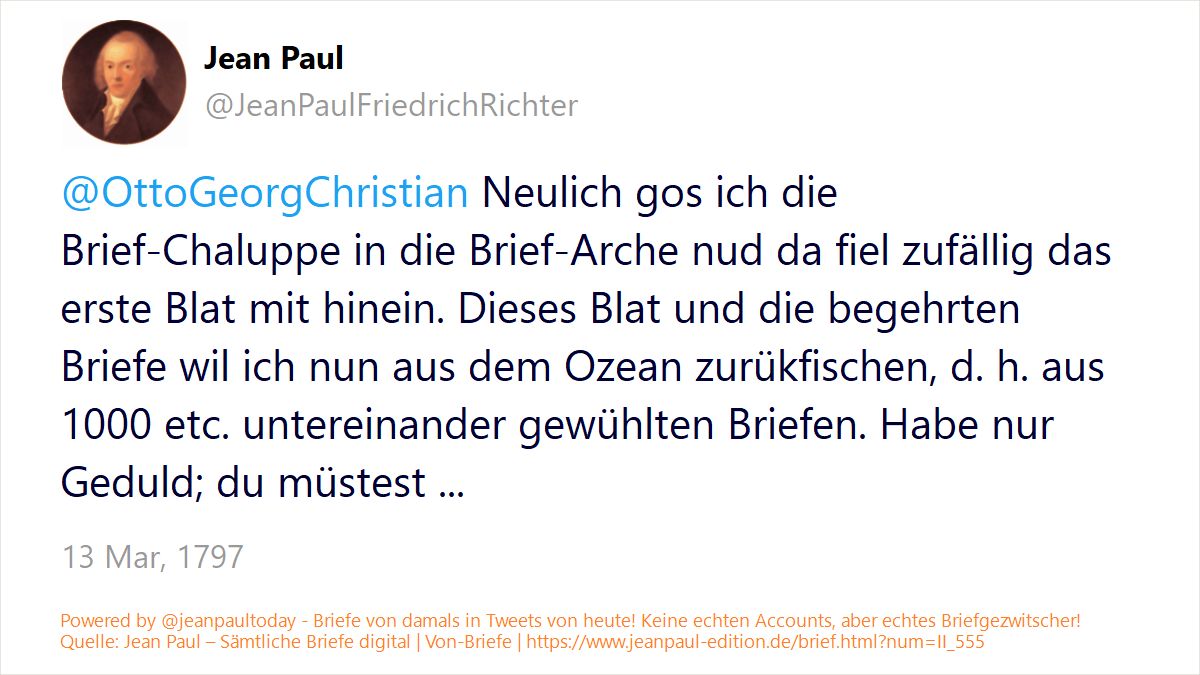 Jean Paul
@JeanPaulFriedrichRichter
@OttoGeorgChristian Neulich gos ich die
Brief-Chaluppe in die Brief-Arche nud da fiel zufällig das
erste Blat mit hinein. Dieses Blat und die begehrten
Briefe wil ich nun aus dem Ozean zurükfischen, d. h. aus
1000 etc. untereinander gewühlten Briefen. Habe nur
Geduld; du müstest ...
13 Mar, 1797
Powered by @jeanpaultoday - Briefe von damals in Tweets von heute! Keine echten Accounts, aber echtes Briefgezwitscher!
Quelle: Jean Paul – Sämtliche Briefe digital | Von-Briefe | https://www.jeanpaul-edition.de/brief.html?num=II_555